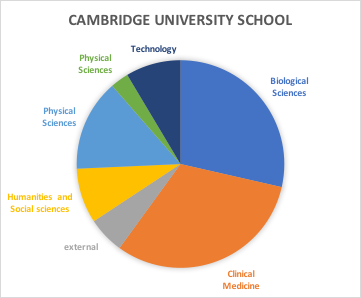 CAMBRIDGE UNIVERSITY SCHOOL
Technology
Physical
Sciences
Biological
Sciences
Physical
Sciences
Humanities and
Social sciences
external
Clinical
Medicine